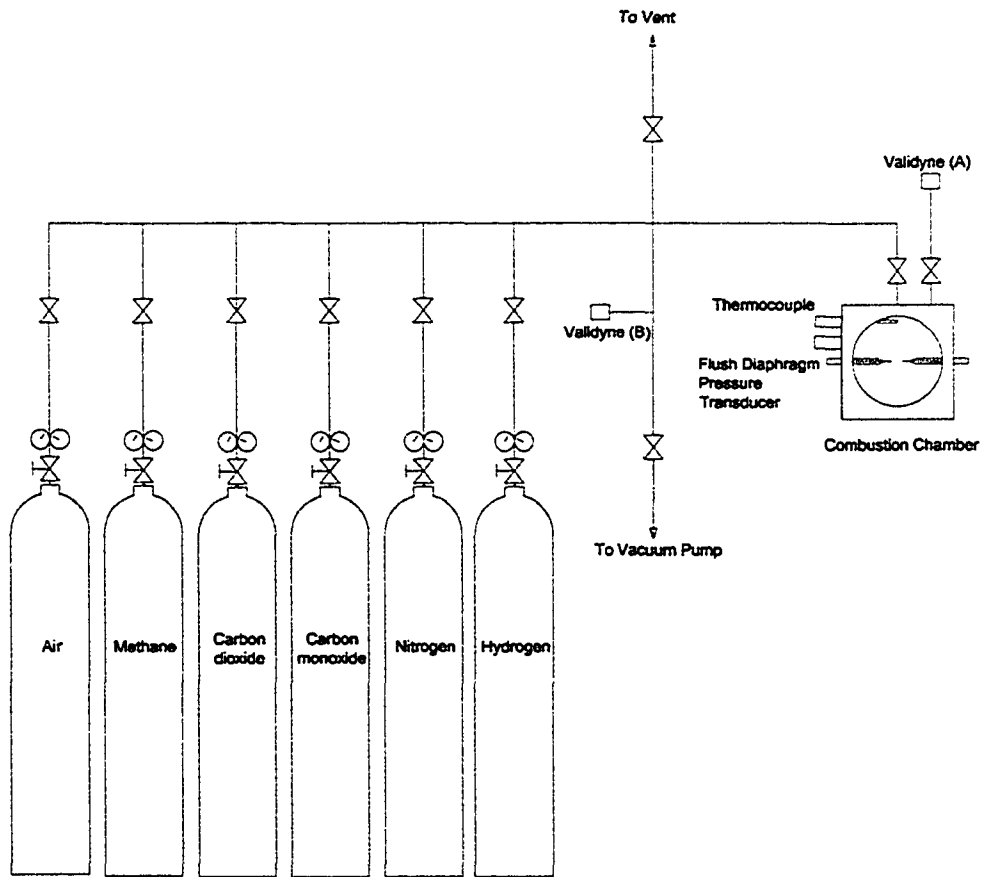 To Vent
Validyne (A)
Thermocouple
Validyne (B)
Flush Diaphragm
Pressure
Transducer
Combustion Chamber
To Vacuum Pump
Air
Methane
Carbon
dioxide
Carbon
monoxide
Nitrogen
Hydrogen